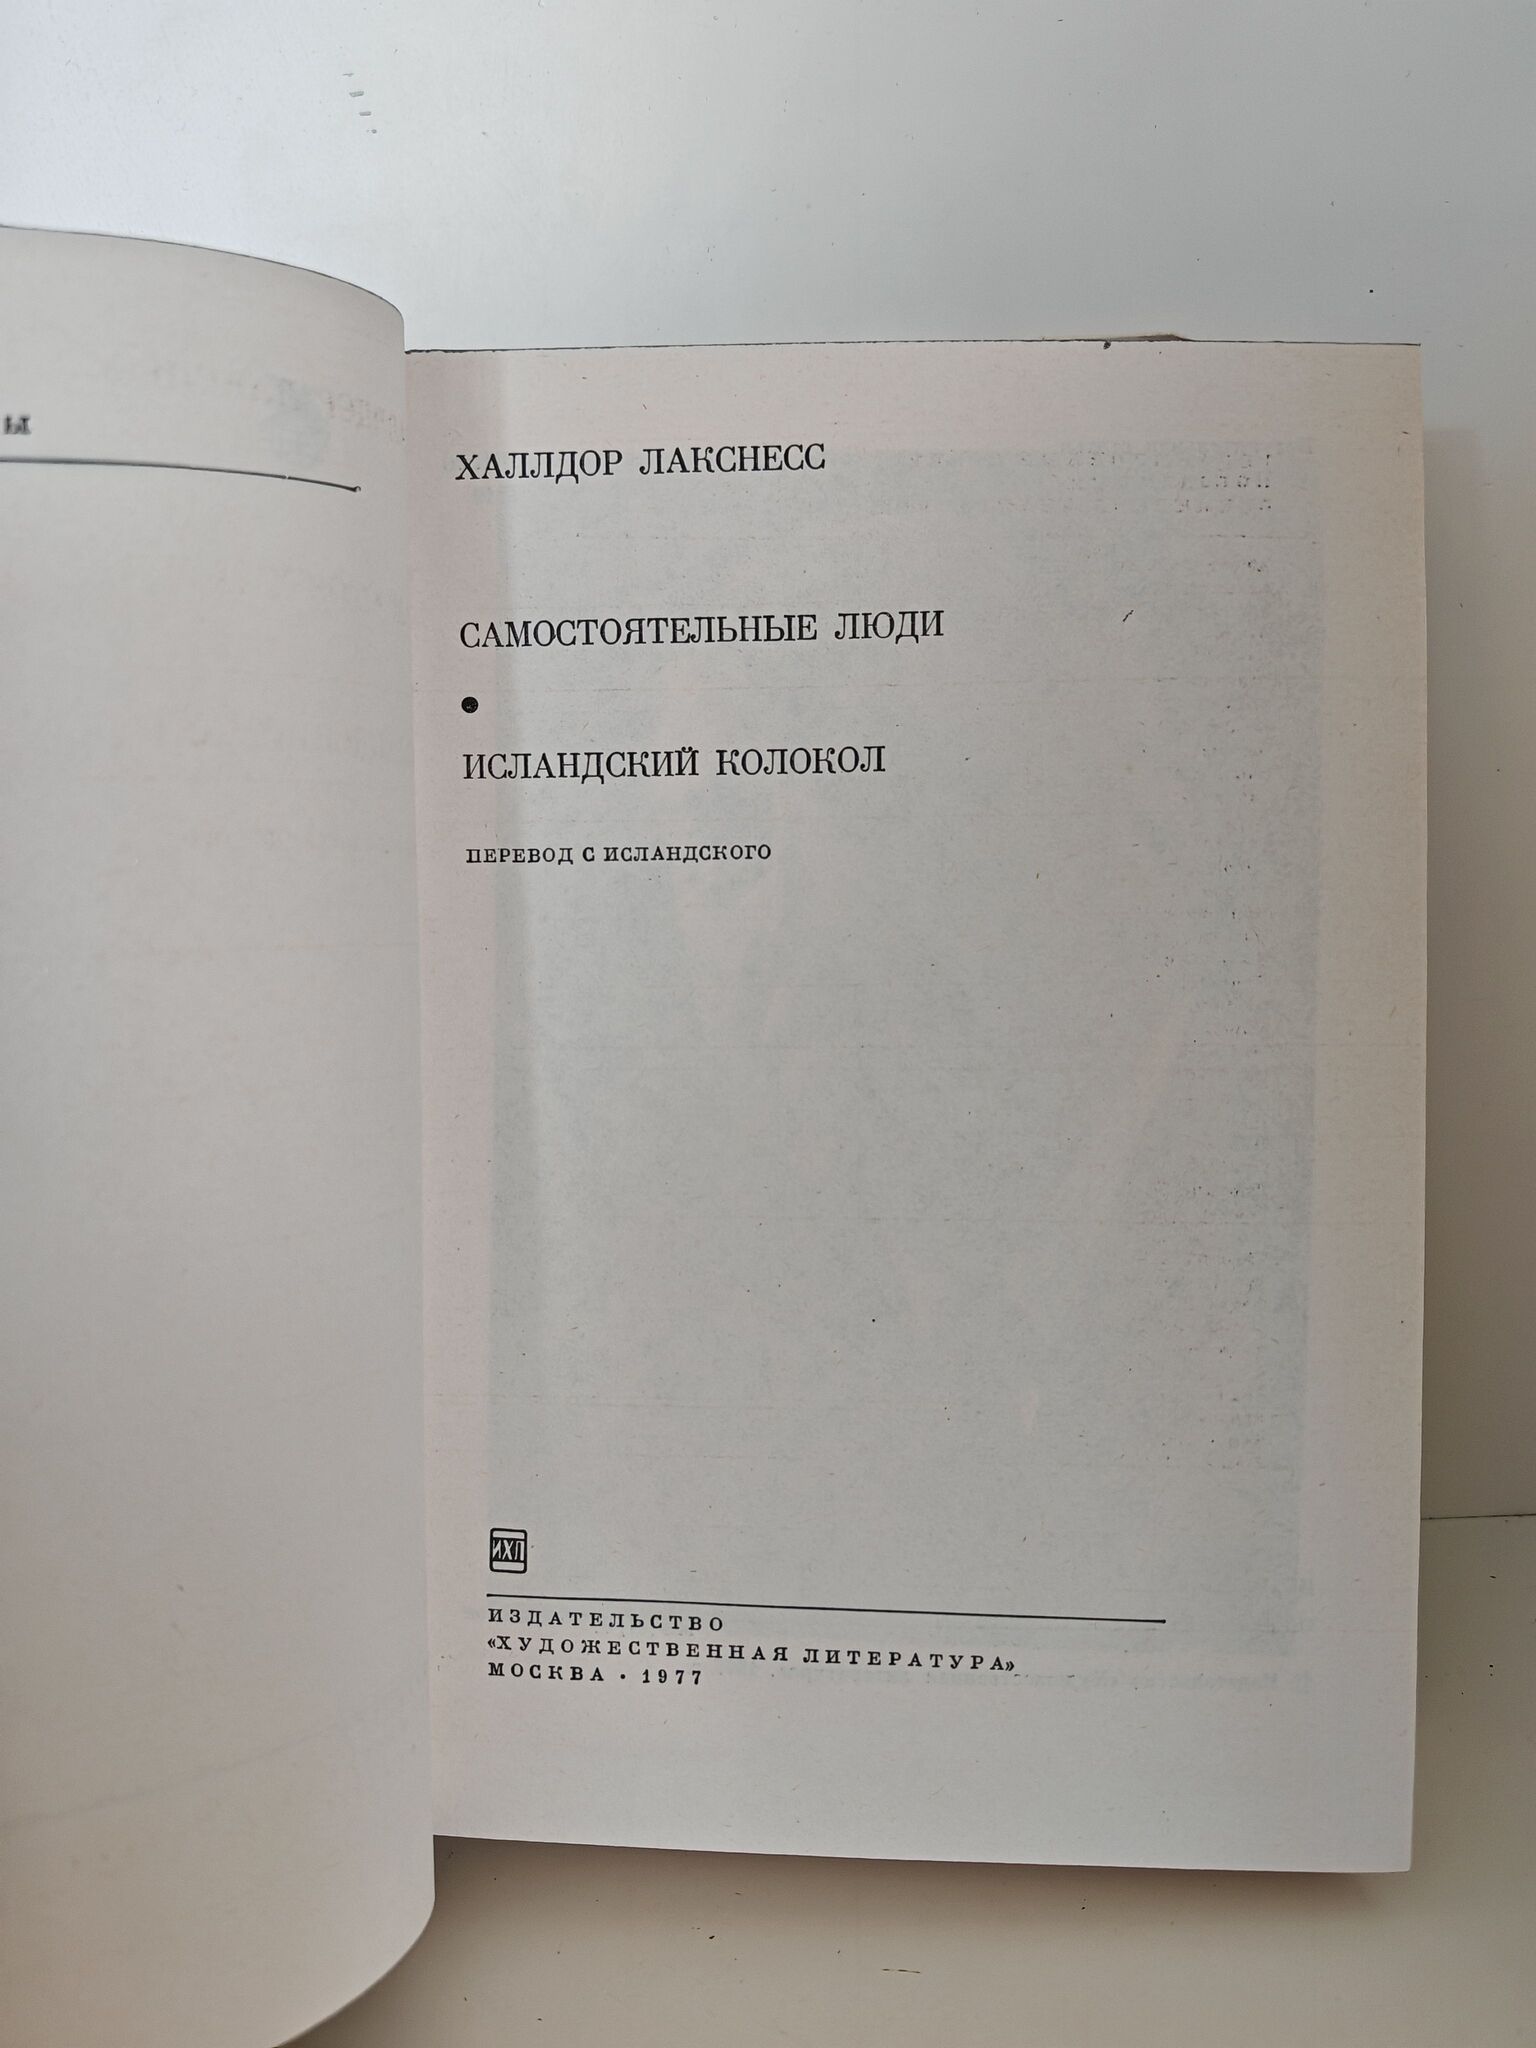 ы
ХАЛЛДОР ЛАКСНЕСС
САМОСТОЯТЕЛЬНЫЕ ЛЮДИ
●
ИСЛАНДСКИЙ КОЛОКОЛ
ПЕРЕВОД С ИСЛАНДСКОГО
ИХЛ
ИЗДАТЕЛЬСТВО
«ХУДОЖЕСТВЕННАЯ ЛИТЕРАТУРА»
МОСКВА · 1977